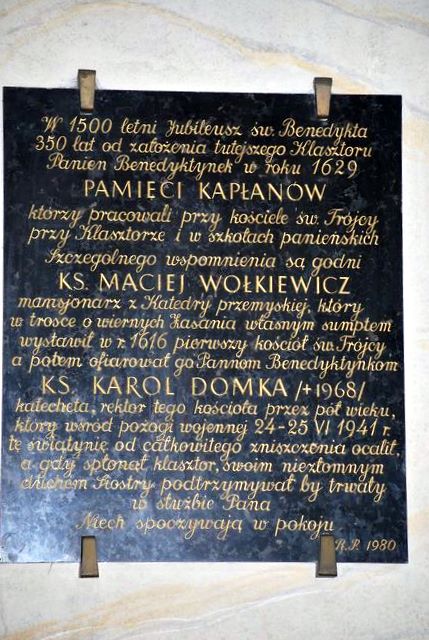 W 1500 letni Jubileusz św. Benedykta
350 lat od założenia tutejszego Klasztoru
Panien Benedyktynek w roku 1629
PAMIĘCI KAPŁANÓW
którzy pracowali przy kościele św. Trójcy
przy Klasztorze i w szkołach panieńskich
Szczególnego wspomnienia są godni
KS. MACIEJ WOŁKIEWICZ
mansjonarz z Katedry przemyskiej, który
w trosce o wiernych Zasania własnym sumptem
wystawił w r. 1616 pierwszy kościół św. Trójcy,
a potem ofiarował go Pannom Benedyktynkom
KS. KAROL DOMKA /+1968/
katecheta, rektor tego kościoła przez pół wieku,
który wśród pożogi wojennej 24-25 VI 1941 r.
tę świątynię od całkowitego zniszczenia ocalił,
a gdy spłonął klasztor, swoim niezłomnym
duchem Siostry podtrzymywał by trwały
w służbie Pana
Niech spoczywają w pokoju
R.P. 1980